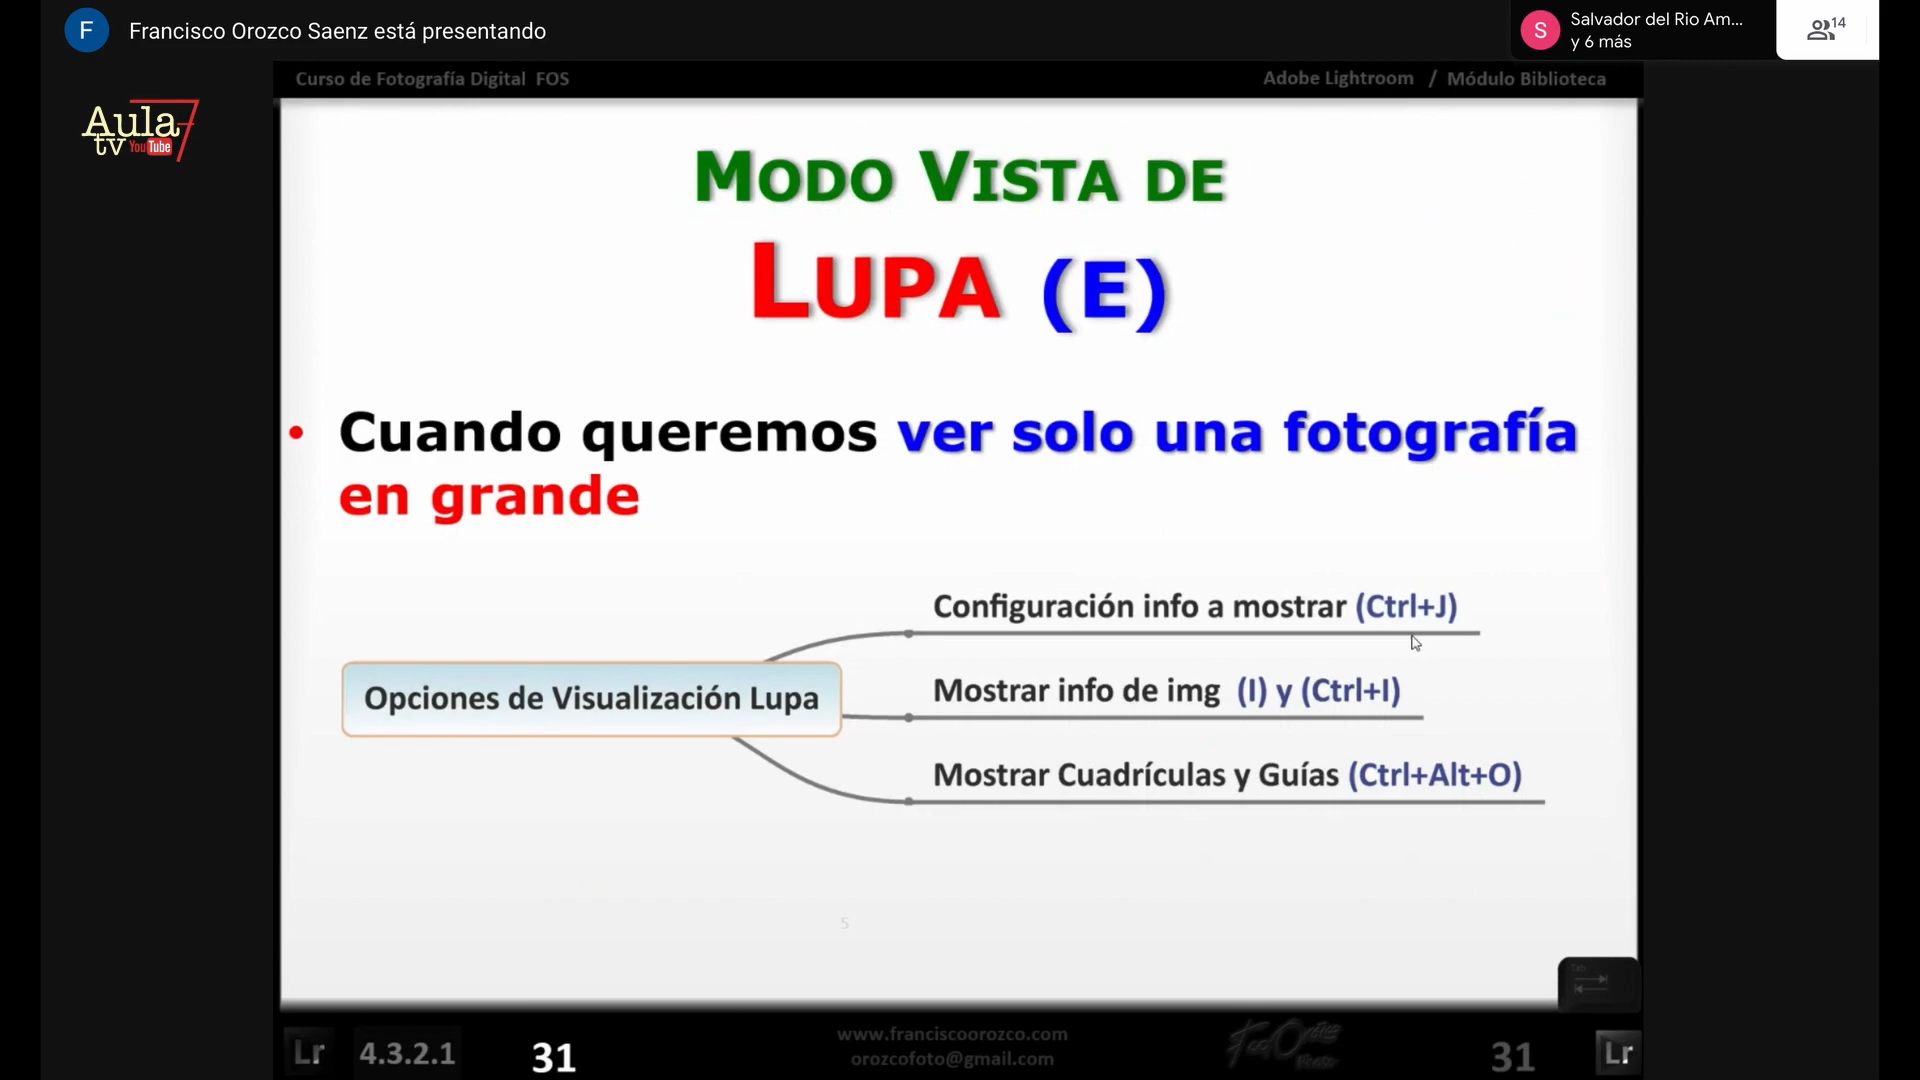 F Francisco Orozco Saenz está presentando
S Salvador del Rio Am...
y 6 más
14
Curso de Fotografía Digital FOS
Adobe Lightroom / Módulo Biblioteca
Aula 7
tv YouTube
MODO VISTA DE
LUPA (E)
• Cuando queremos ver solo una fotografía
en grande
Configuración info a mostrar (Ctrl+J)
Opciones de Visualización Lupa
Mostrar info de img (I) y (Ctrl+I)
Mostrar Cuadrículas y Guías (Ctrl+Alt+O)
5
Tab
Lr 4.3.2.1 31
www.franciscoorozco.com
orozcofoto@gmail.com
31 Lr